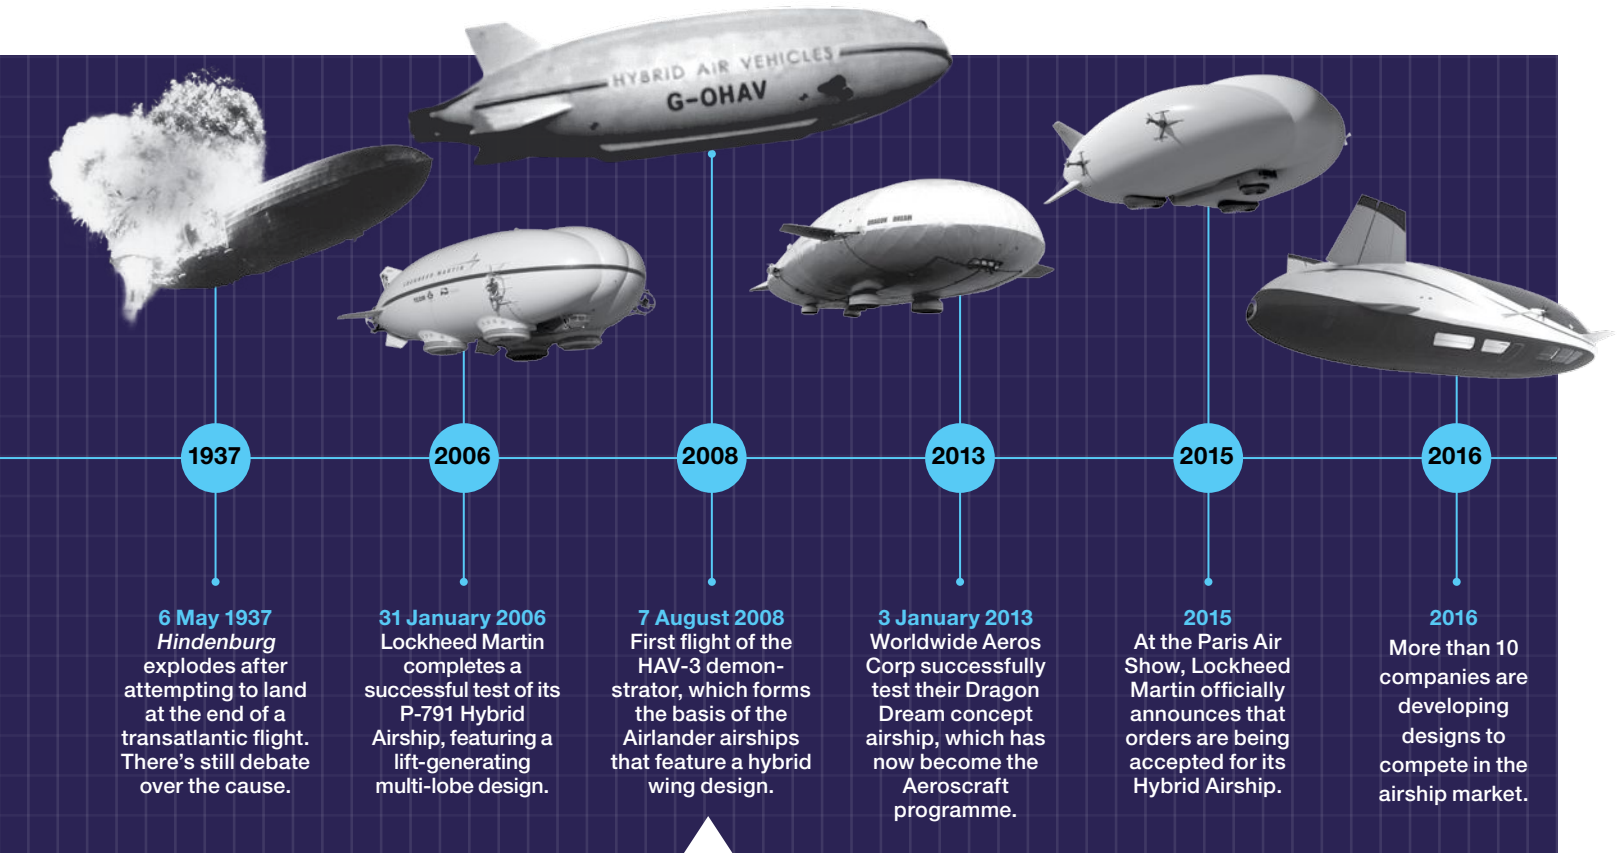 HYBRID AIR VEHICLES
G-OHAV
LOCKHEED MARTIN
DRAGON DREAM
1937
2006
2008
2013
2015
2016
6 May 1937
Hindenburg
explodes after
attempting to land
at the end of a
transatlantic flight.
There's still debate
over the cause.
31 January 2006
Lockheed Martin
completes a
successful test of its
P-791 Hybrid
Airship, featuring a
lift-generating
multi-lobe design.
7 August 2008
First flight of the
HAV-3 demon-
strator, which forms
the basis of the
Airlander airships
that feature a hybrid
wing design.
3 January 2013
Worldwide Aeros
Corp successfully
test their Dragon
Dream concept
airship, which has
now become the
Aeroscraft
programme.
2015
At the Paris Air
Show, Lockheed
Martin officially
announces that
orders are being
accepted for its
Hybrid Airship.
2016
More than 10
companies are
developing
designs to
compete in the
airship market.